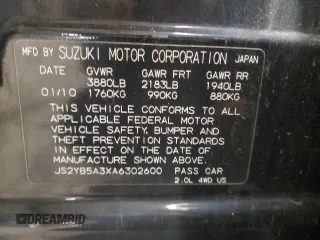 MFD BY SUZUKI MOTOR CORPORATION JAPAN
DATE GVWR GAWR FRT GAWR RR
3880LB 2183LB 1940LB
01/10 1760KG 990KG 880KG
THIS VEHICLE CONFORMS TO ALL
APPLICABLE FEDERAL MOTOR
VEHICLE SAFETY, BUMPER AND
THEFT PREVENTION STANDARDS
IN EFFECT ON THE DATE OF
MANUFACTURE SHOWN ABOVE.
JS2YB5A3XA6302600 PASS CAR
2.0L 4WD US
DREAMBID